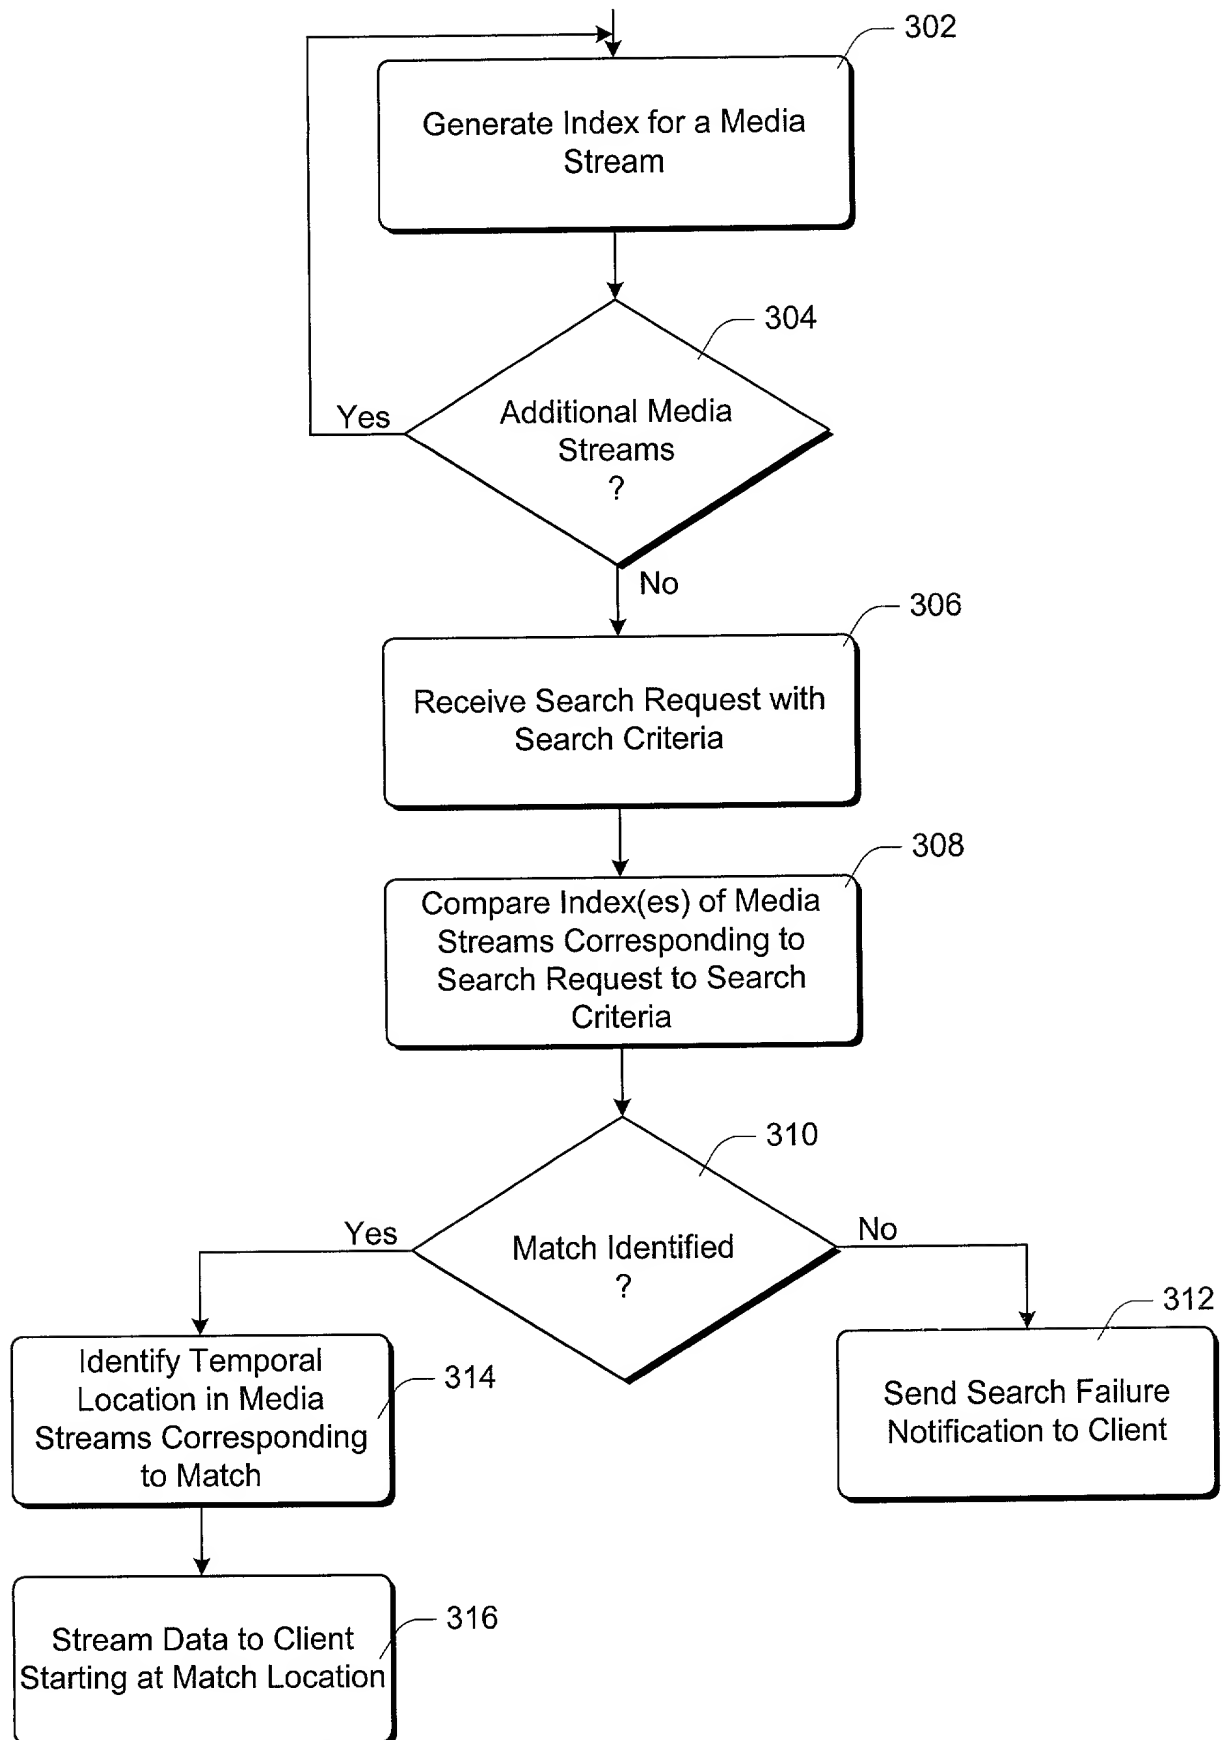 302
Generate Index for a Media
Stream
304
Additional Media
Streams
?
Yes
No
306
Receive Search Request with
Search Criteria
308
Compare Index(es) of Media
Streams Corresponding to
Search Request to Search
Criteria
310
Match Identified
?
Yes
No
312
Send Search Failure
Notification to Client
314
Identify Temporal
Location in Media
Streams Corresponding
to Match
316
Stream Data to Client
Starting at Match Location